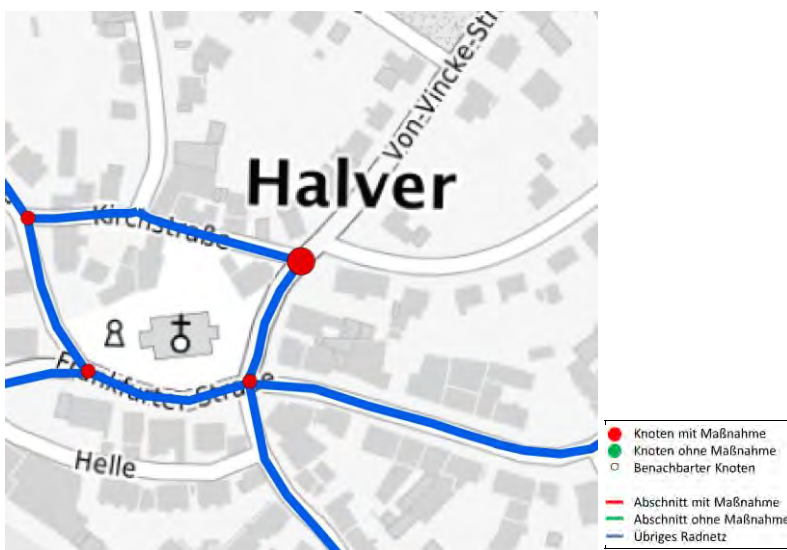 Von-Vincke-Str
Halver
Kirchstraße
Frankfurter-Straße
Helle
Knoten mit Maßnahme
Knoten ohne Maßnahme
Benachbarter Knoten
Abschnitt mit Maßnahme
Abschnitt ohne Maßnahme
Übriges Radnetz